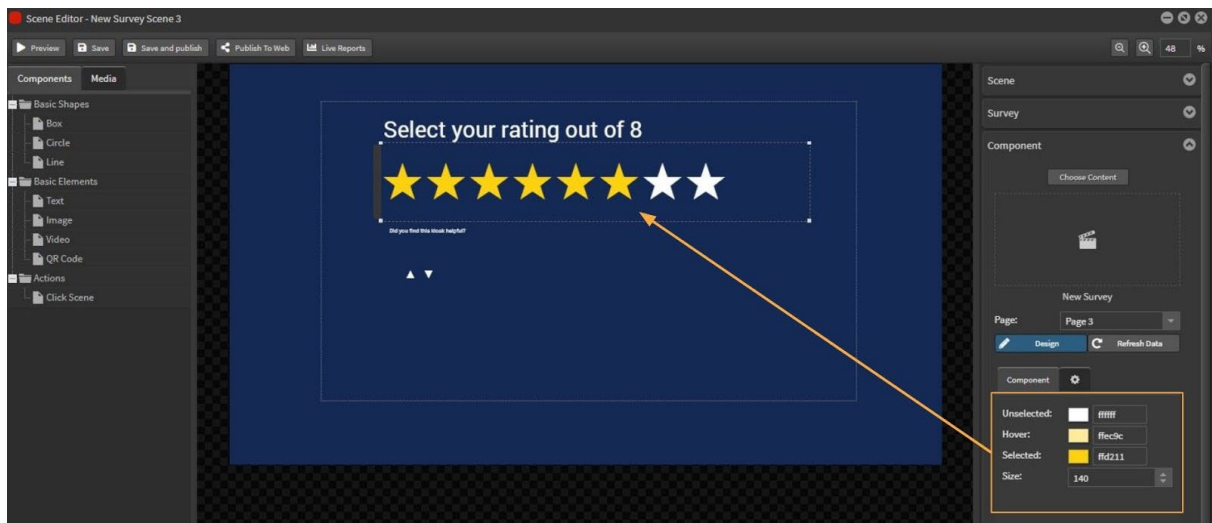 Scene Editor - New Survey Scene 3
Preview Save Save and publish Publish To Web Live Reports 48 %
Components Media
Basic Shapes
Box
Circle
Line
Basic Elements
Text
Image
Video
QR Code
Actions
Click Scene
Select your rating out of 8
Did you find this kiosk helpful?
Scene
Survey
Component
Choose Content
New Survey
Page: Page 3
Design Refresh Data
Component
Unselected: ffffff
Hover: ffec9c
Selected: ffd211
Size: 140